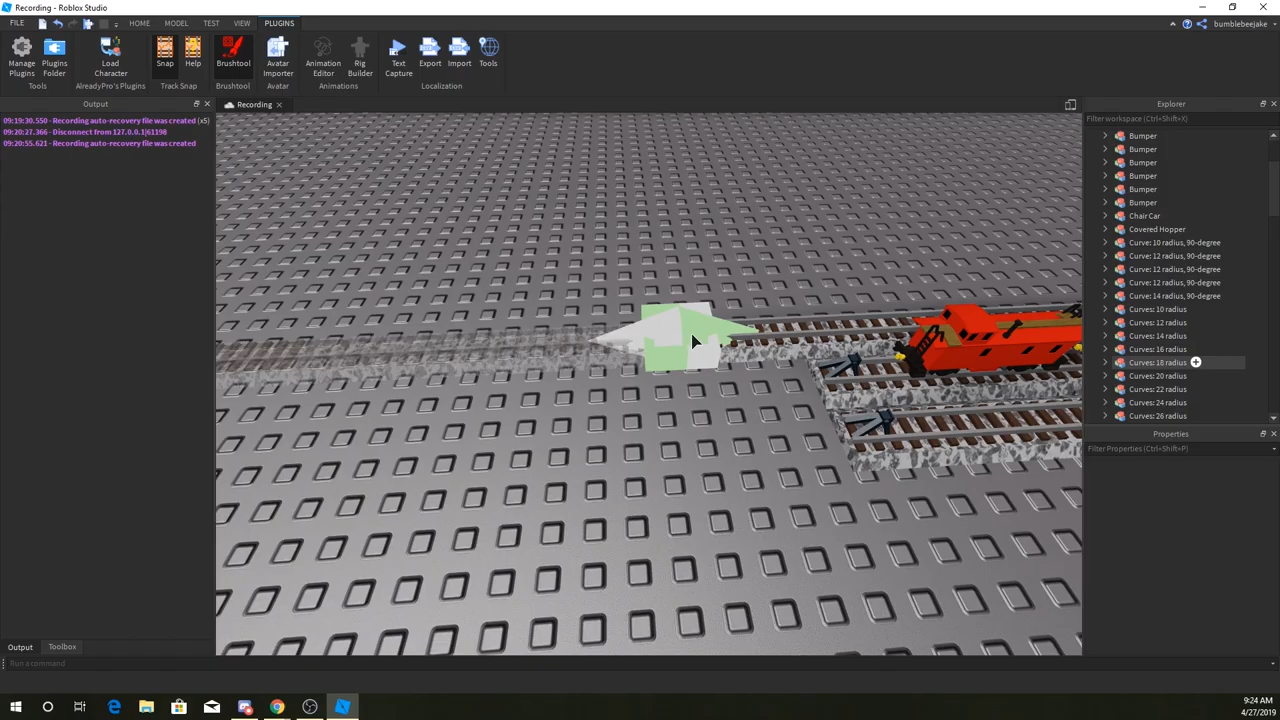 Recording - Roblox Studio
FILE HOME MODEL TEST VIEW PLUGINS bumblebeejake
Manage Plugins
Plugins Folder
Load Character
Snap
Help
Brushtool
Avatar Importer
Animation Editor
Rig Builder
Text Capture
Export
Import
Tools
Tools AlreadyPro's Plugins Track Snap Brushtool Avatar Animations Localization
Output
Recording
Explorer
Filter workspace (Ctrl+Shift+X)
09:19:30.550 - Recording auto-recovery file was created (x5)
09:20:27.366 - Disconnect from 127.0.0.1|61198
09:20:55.621 - Recording auto-recovery file was created
Bumper
Bumper
Bumper
Bumper
Bumper
Bumper
Chair Car
Covered Hopper
Curve: 10 radius, 90-degree
Curve: 12 radius, 90-degree
Curve: 12 radius, 90-degree
Curve: 12 radius, 90-degree
Curve: 14 radius, 90-degree
Curves: 10 radius
Curves: 12 radius
Curves: 14 radius
Curves: 16 radius
Curves: 18 radius
Curves: 20 radius
Curves: 22 radius
Curves: 24 radius
Curves: 26 radius
Properties
Filter Properties (Ctrl+Shift+P)
Output Toolbox
Run a command
9:24 AM
4/27/2019